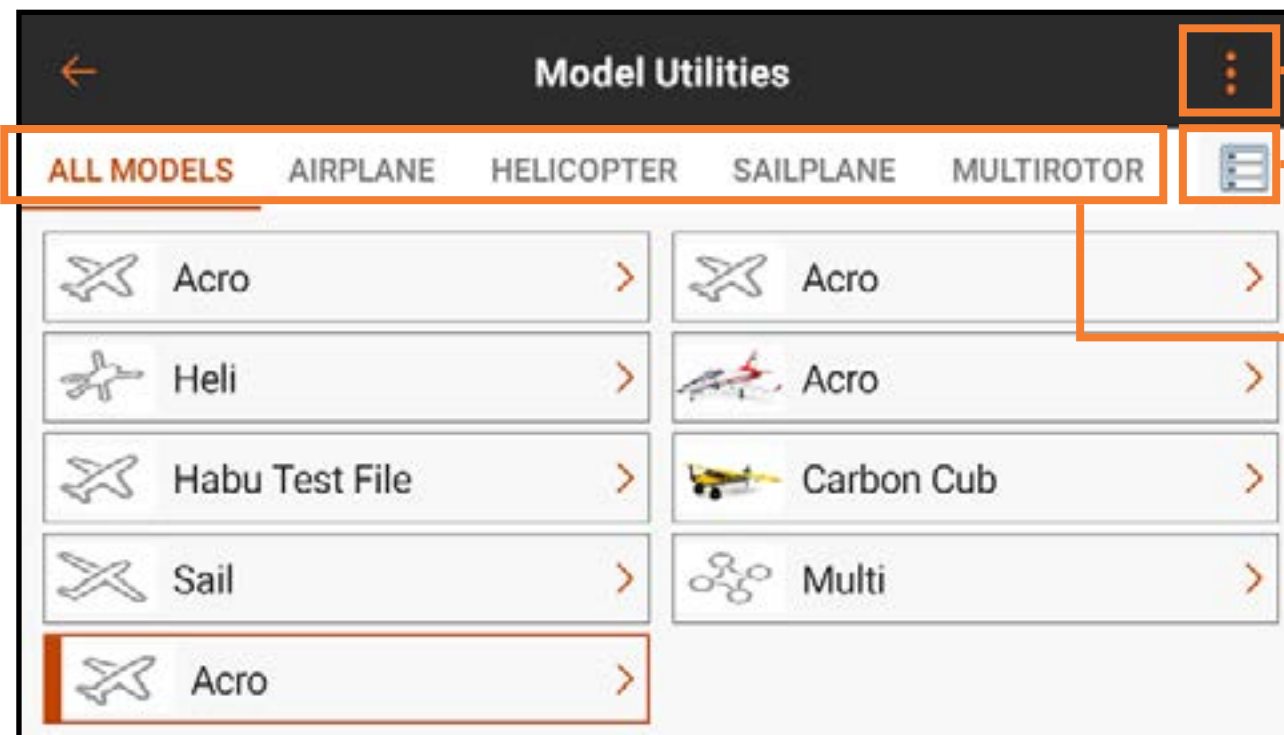 Model Utilities
ALL MODELS AIRPLANE HELICOPTER SAILPLANE MULTIROTOR
Acro Acro
Heli Acro
Habu Test File Carbon Cub
Sail Multi
Acro